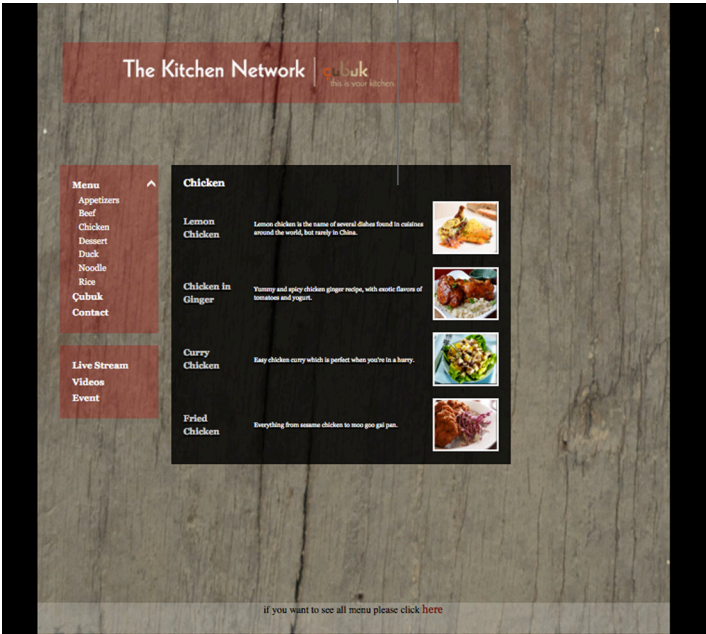 The Kitchen Network | çubuk
this is your kitchen
Menu
Appetizers
Beef
Chicken
Dessert
Duck
Noodle
Rice
Çubuk
Contact
Live Stream
Videos
Event
Chicken
Lemon
Chicken
Lemon chicken is the name of several dishes found in cuisines
around the world, but rarely in China.
Chicken in
Ginger
Yummy and spicy chicken ginger recipe, with exotic flavors of
tomatoes and yogurt.
Curry
Chicken
Easy chicken curry which is perfect when you're in a hurry.
Fried
Chicken
Everything from sesame chicken to moo goo gai pan.
if you want to see all menu please click here